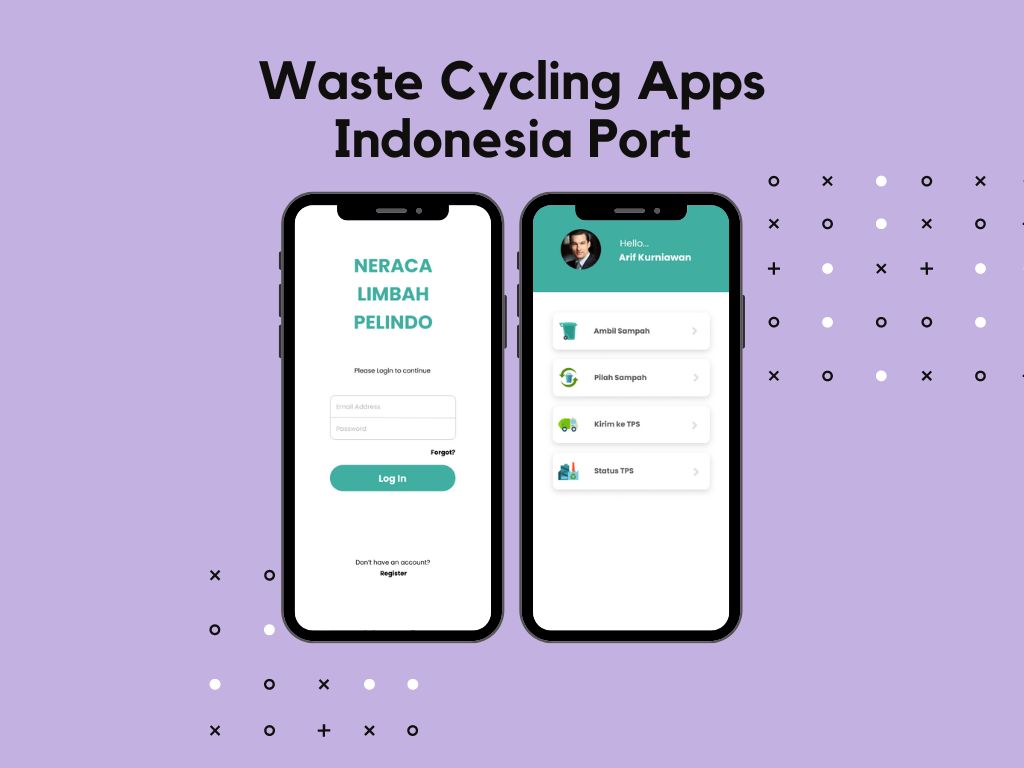 Waste Cycling Apps
Indonesia Port
NERACA
LIMBAH
PELINDO
Please Login to continue
Email Address
Password
Forgot?
Log In
Don't have an account?
Register
Hello...
Arif Kurniawan
Ambil Sampah
Pilah Sampah
Kirim ke TPS
Status TPS